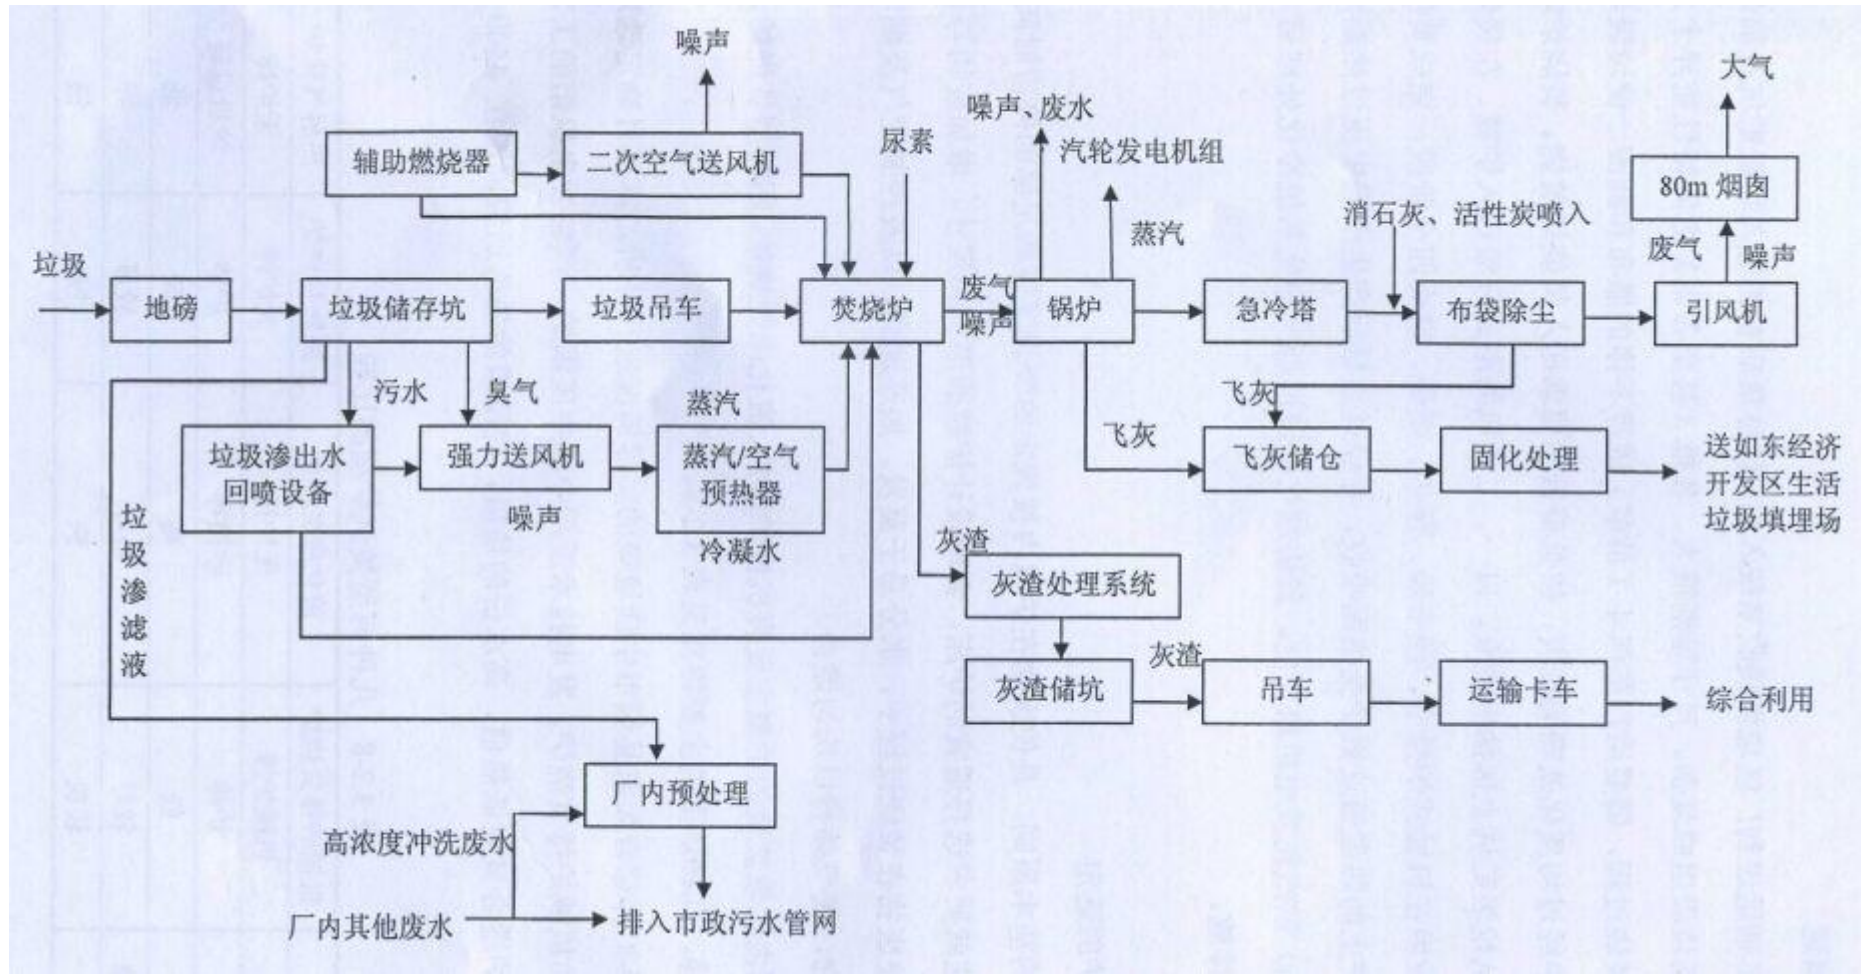 噪声
大气
噪声、废水
尿素
汽轮发电机组
辅助燃烧器
二次空气送风机
80m 烟囱
消石灰、活性炭喷入
蒸汽
废气
噪声
垃圾
地磅
垃圾储存坑
垃圾吊车
焚烧炉
废气
噪声
锅炉
急冷塔
布袋除尘
引风机
污水
臭气
蒸汽
飞灰
飞灰
垃圾渗出水
回喷设备
强力送风机
蒸汽/空气
预热器
飞灰储仓
固化处理
送如东经济
开发区生活
垃圾填埋场
噪声
冷凝水
垃圾渗滤液
灰渣
灰渣处理系统
灰渣储坑
灰渣
吊车
运输卡车
综合利用
厂内预处理
高浓度冲洗废水
厂内其他废水
排入市政污水管网